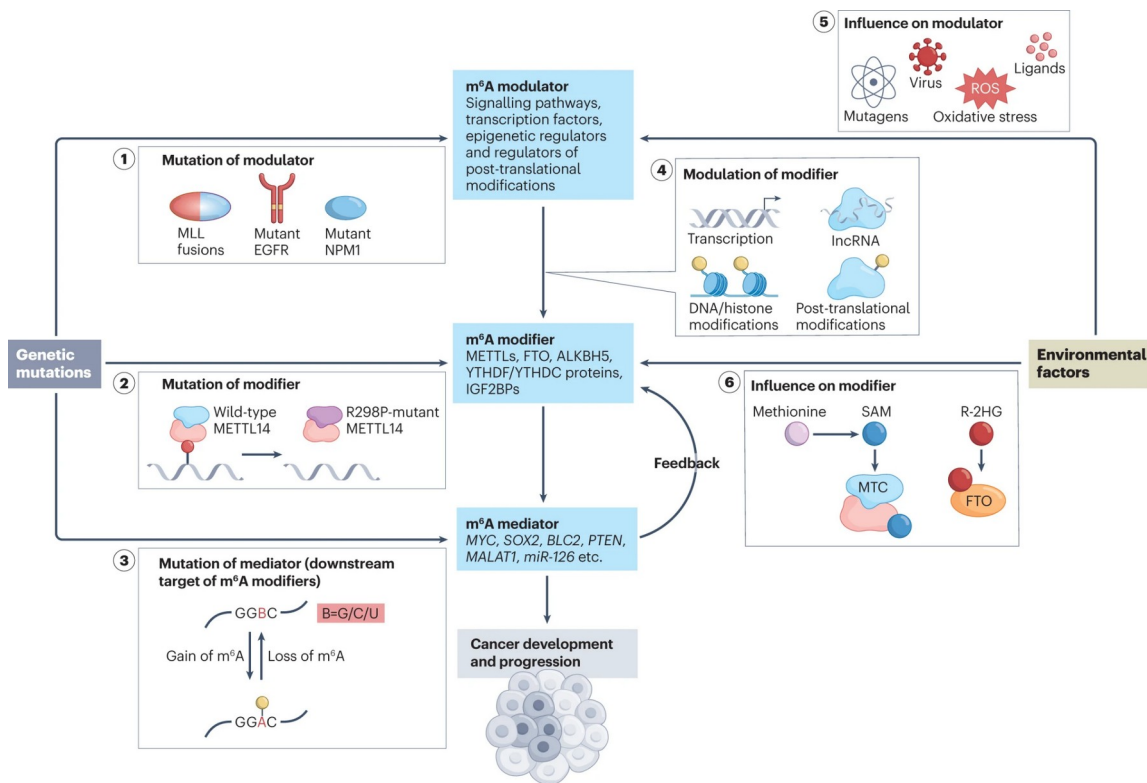 5 Influence on modulator
Virus
Ligands
ROS
Mutagens
Oxidative stress
m⁶A modulator
Signalling pathways,
transcription factors,
epigenetic regulators
and regulators of
post-translational
modifications
1 Mutation of modulator
MLL
fusions
Mutant
EGFR
Mutant
NPM1
4 Modulation of modifier
Transcription
lncRNA
DNA/histone
modifications
Post-translational
modifications
Genetic
mutations
m⁶A modifier
METTLs, FTO, ALKBH5,
YTHDF/YTHDC proteins,
IGF2BPs
Environmental
factors
2 Mutation of modifier
Wild-type
METTL14
R298P-mutant
METTL14
Feedback
6 Influence on modifier
Methionine
SAM
R-2HG
MTC
FTO
m⁶A mediator
MYC, SOX2, BLC2, PTEN,
MALAT1, miR-126 etc.
3 Mutation of mediator (downstream
target of m⁶A modifiers)
GGBC
B=G/C/U
Gain of m⁶A
Loss of m⁶A
GGAC
Cancer development
and progression